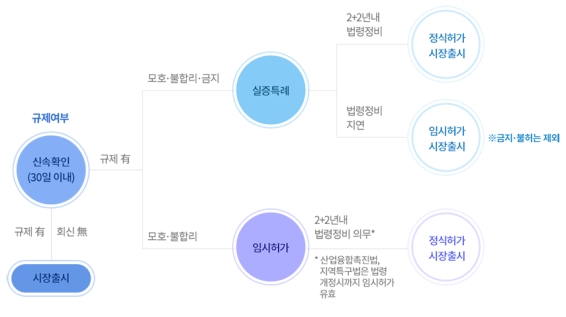 규제여부
신속확인
(30일 이내)
규제 有
규제 有
회신 無
시장출시
모호·불합리·금지
실증특례
2+2년내
법령정비
정식허가
시장출시
법령정비
지연
임시허가
시장출시
※금지·불허는 제외
모호·불합리
임시허가
2+2년내
법령정비 의무*
* 산업융합촉진법,
지역특구법은 법령
개정시까지 임시허가
유효
정식허가
시장출시